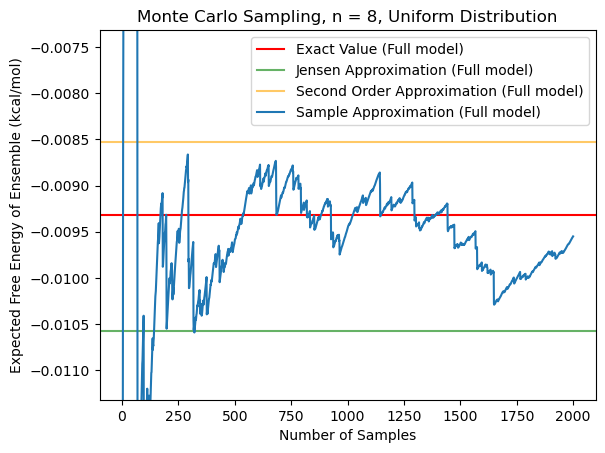 Monte Carlo Sampling, n = 8, Uniform Distribution
Expected Free Energy of Ensemble (kcal/mol)
−0.0075
−0.0080
−0.0085
−0.0090
−0.0095
−0.0100
−0.0105
−0.0110
Exact Value (Full model)
Jensen Approximation (Full model)
Second Order Approximation (Full model)
Sample Approximation (Full model)
0 250 500 750 1000 1250 1500 1750 2000
Number of Samples